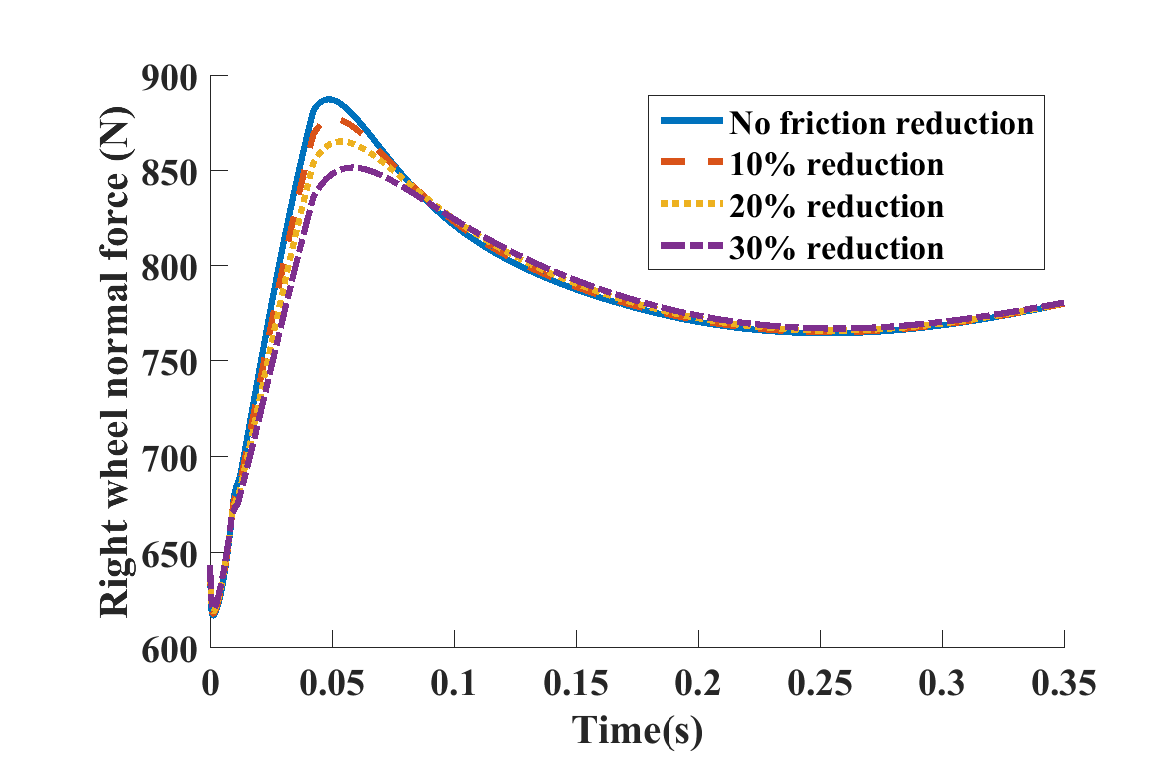 Right wheel normal force (N)
900
850
800
750
700
650
600
0 0.05 0.1 0.15 0.2 0.25 0.3 0.35
Time(s)
No friction reduction
10% reduction
20% reduction
30% reduction